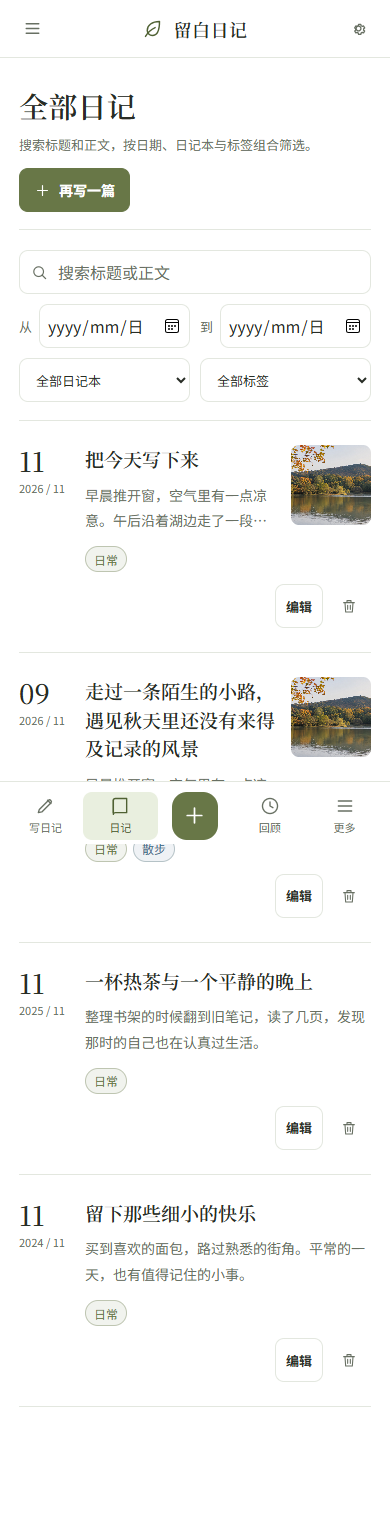 留白日记
全部日记
搜索标题和正文，按日期、日记本与标签组合筛选。
再写一篇
搜索标题或正文
从 yyyy/mm/日 到 yyyy/mm/日
全部日记本 全部标签
11
2026 / 11
把今天写下来
早晨推开窗，空气里有一点凉
意。午后沿着湖边走了一段…
日常
编辑
09
2026 / 11
走过一条陌生的小路，
遇见秋天里还没有来得
及记录的风景
写日记 日记 回顾 更多
日常 散步
编辑
11
2025 / 11
一杯热茶与一个平静的晚上
整理书架的时候翻到旧笔记，读了几页，发现
那时的自己也在认真过生活。
日常
编辑
11
2024 / 11
留下那些细小的快乐
买到喜欢的面包，路过熟悉的街角。平常的一
天，也有值得记住的小事。
日常
编辑